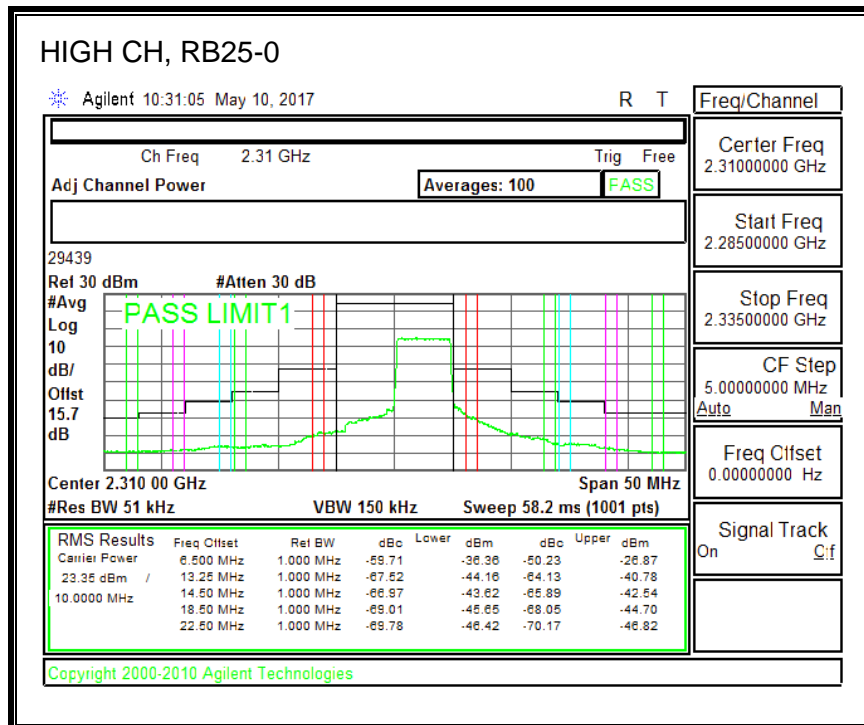 HIGH CH, RB25-0
Agilent 10:31:05 May 10, 2017 R T
Freq/Channel
Ch Freq 2.31 GHz Trig Free
Adj Channel Power Averages: 100 PASS
Center Freq
2.31000000 GHz
Start Freq
2.28500000 GHz
Stop Freq
2.33500000 GHz
CF Step
5.00000000 MHz
Auto Man
Freq Offset
0.00000000 Hz
Signal Track
On Off
29439
Ref 30 dBm #Atten 30 dB
#Avg
Log
10
dB/
Offst
15.7
dB
PASS LIMIT1
Center 2.310 00 GHz Span 50 MHz
#Res BW 51 kHz VBW 150 kHz Sweep 58.2 ms (1001 pts)
RMS Results Freq Offset Ref BW dBc Lower dBm dBc Upper dBm
Carrier Power 6.500 MHz 1.000 MHz -59.71 -36.36 -50.23 -26.87
23.35 dBm / 13.25 MHz 1.000 MHz -67.52 -44.16 -64.13 -40.78
10.0000 MHz 14.50 MHz 1.000 MHz -66.97 -43.62 -65.89 -42.54
18.50 MHz 1.000 MHz -69.01 -45.65 -68.05 -44.70
22.50 MHz 1.000 MHz -69.78 -46.42 -70.17 -46.82
Copyright 2000-2010 Agilent Technologies